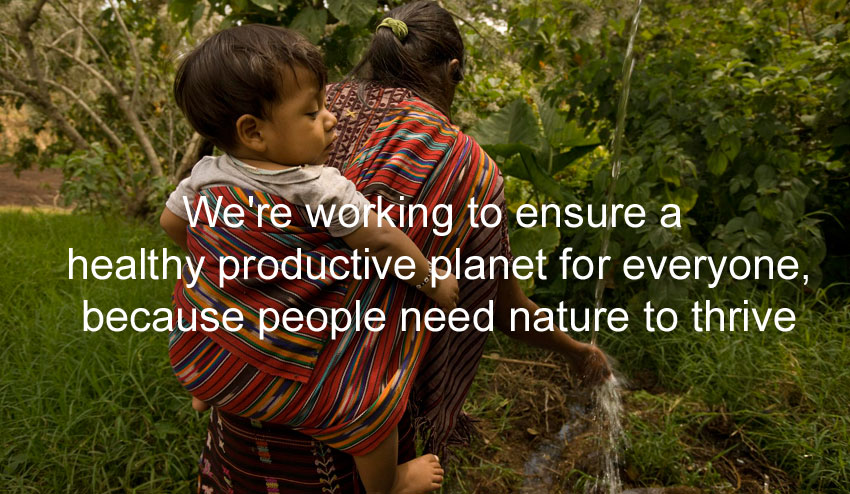 We're working to ensure a
healthy productive planet for everyone,
because people need nature to thrive